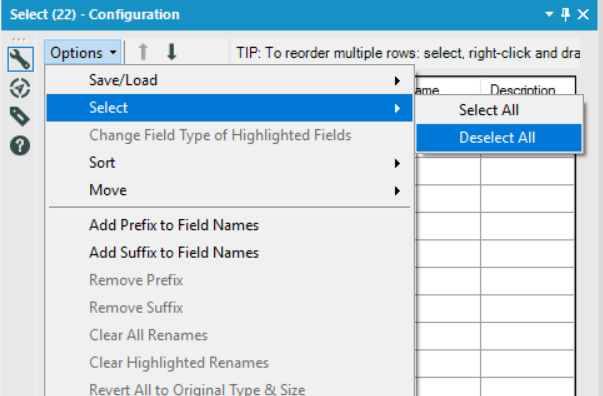 Select (22) - Configuration
Options TIP: To reorder multiple rows: select, right-click and dra
Save/Load
ame Description
Select
Select All
Change Field Type of Highlighted Fields
Deselect All
Sort
Move
Add Prefix to Field Names
Add Suffix to Field Names
Remove Prefix
Remove Suffix
Clear All Renames
Clear Highlighted Renames
Revert All to Original Type & Size